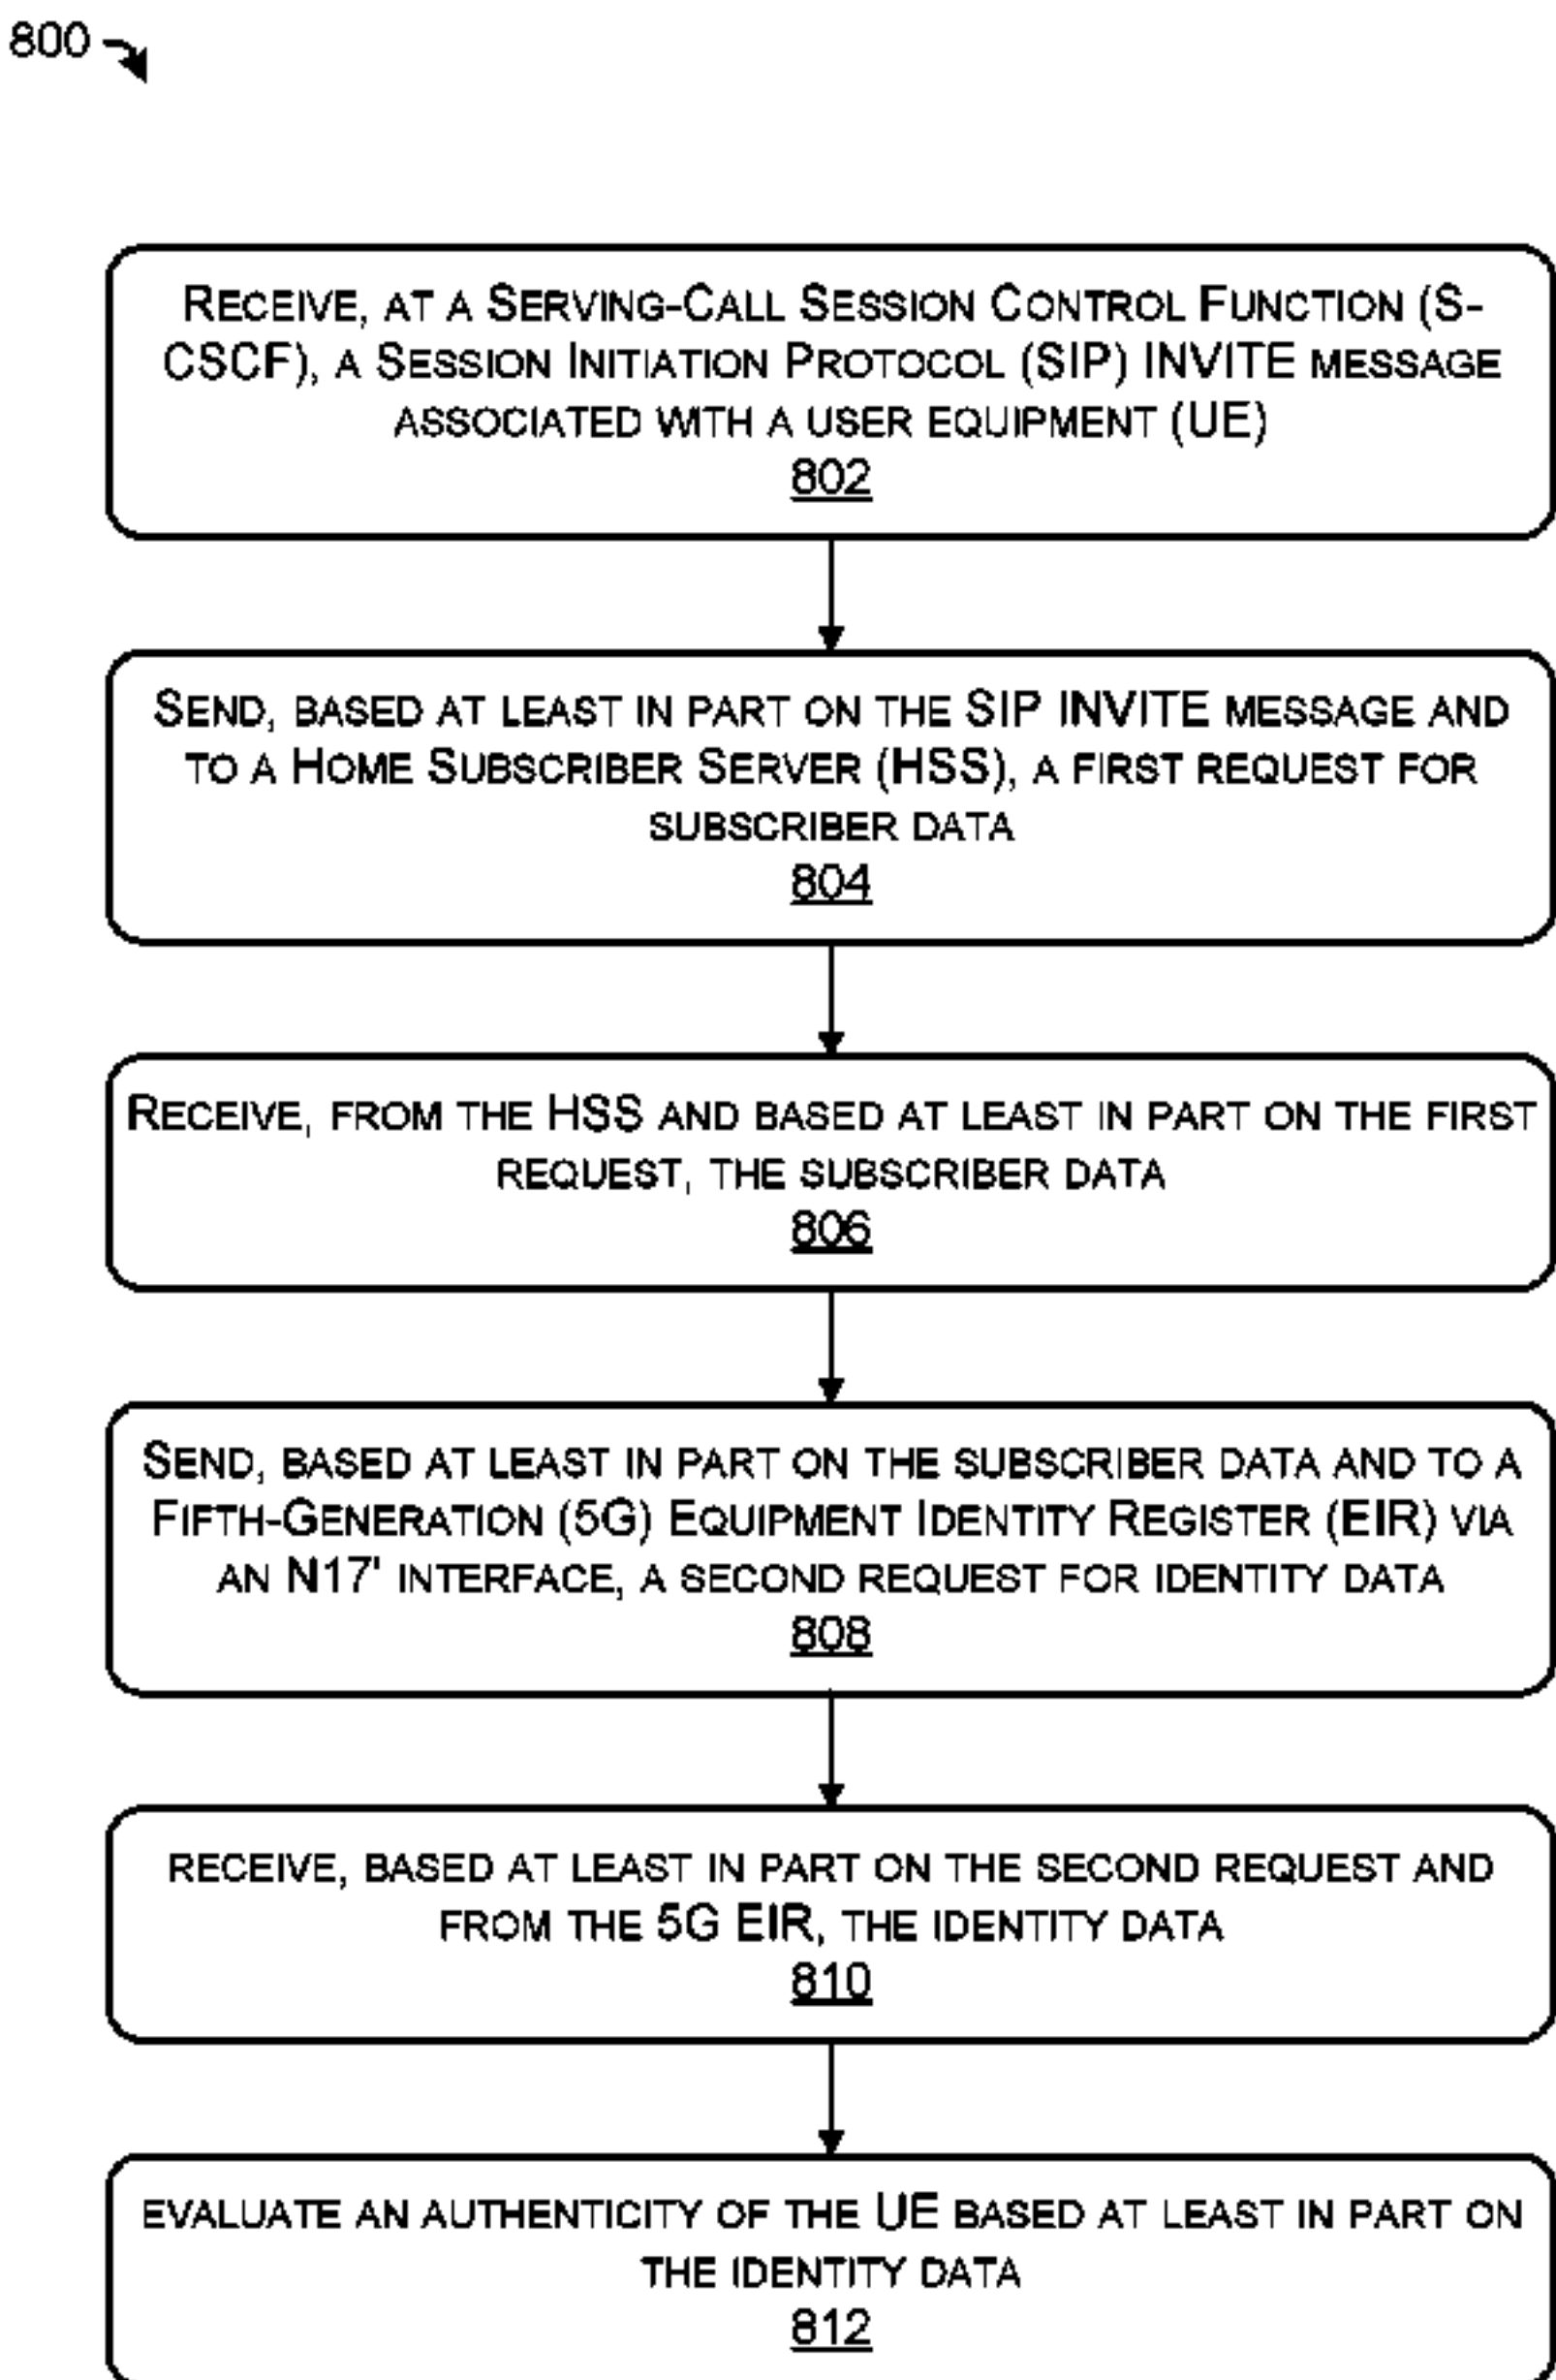 800
RECEIVE, AT A SERVING-CALL SESSION CONTROL FUNCTION (S-
CSCF), A SESSION INITIATION PROTOCOL (SIP) INVITE MESSAGE
ASSOCIATED WITH A USER EQUIPMENT (UE)
802
SEND, BASED AT LEAST IN PART ON THE SIP INVITE MESSAGE AND
TO A HOME SUBSCRIBER SERVER (HSS), A FIRST REQUEST FOR
SUBSCRIBER DATA
804
RECEIVE, FROM THE HSS AND BASED AT LEAST IN PART ON THE FIRST
REQUEST, THE SUBSCRIBER DATA
806
SEND, BASED AT LEAST IN PART ON THE SUBSCRIBER DATA AND TO A
FIFTH-GENERATION (5G) EQUIPMENT IDENTITY REGISTER (EIR) VIA
AN N17' INTERFACE, A SECOND REQUEST FOR IDENTITY DATA
808
RECEIVE, BASED AT LEAST IN PART ON THE SECOND REQUEST AND
FROM THE 5G EIR, THE IDENTITY DATA
810
EVALUATE AN AUTHENTICITY OF THE UE BASED AT LEAST IN PART ON
THE IDENTITY DATA
812